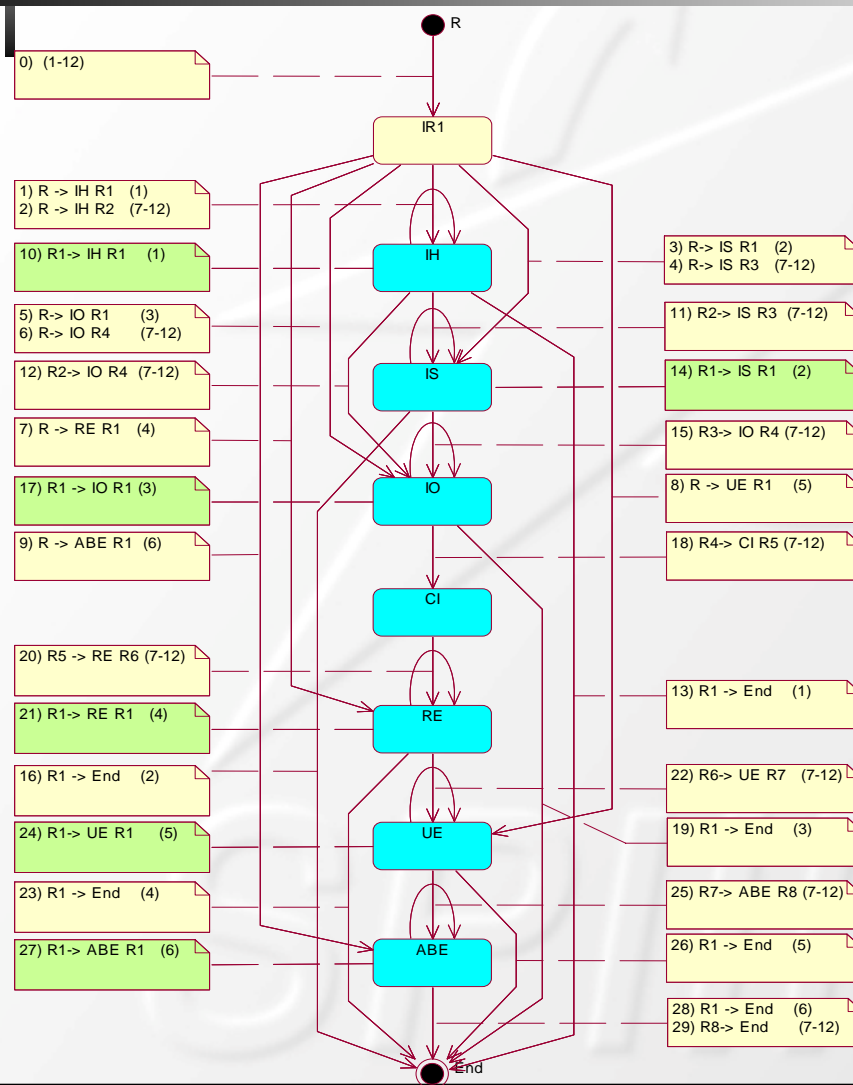 R
0) (1-12)
IR1
1) R -> IH R1 (1)
2) R -> IH R2 (7-12)
10) R1-> IH R1 (1)
IH
3) R-> IS R1 (2)
4) R-> IS R3 (7-12)
5) R-> IO R1 (3)
6) R-> IO R4 (7-12)
11) R2-> IS R3 (7-12)
12) R2-> IO R4 (7-12)
IS
14) R1-> IS R1 (2)
7) R -> RE R1 (4)
15) R3-> IO R4 (7-12)
17) R1 -> IO R1 (3)
IO
8) R -> UE R1 (5)
9) R -> ABE R1 (6)
18) R4-> CI R5 (7-12)
CI
20) R5 -> RE R6 (7-12)
13) R1 -> End (1)
21) R1-> RE R1 (4)
RE
16) R1 -> End (2)
22) R6-> UE R7 (7-12)
24) R1-> UE R1 (5)
UE
19) R1 -> End (3)
23) R1 -> End (4)
25) R7-> ABE R8 (7-12)
27) R1-> ABE R1 (6)
ABE
26) R1 -> End (5)
28) R1 -> End (6)
29) R8-> End (7-12)
End